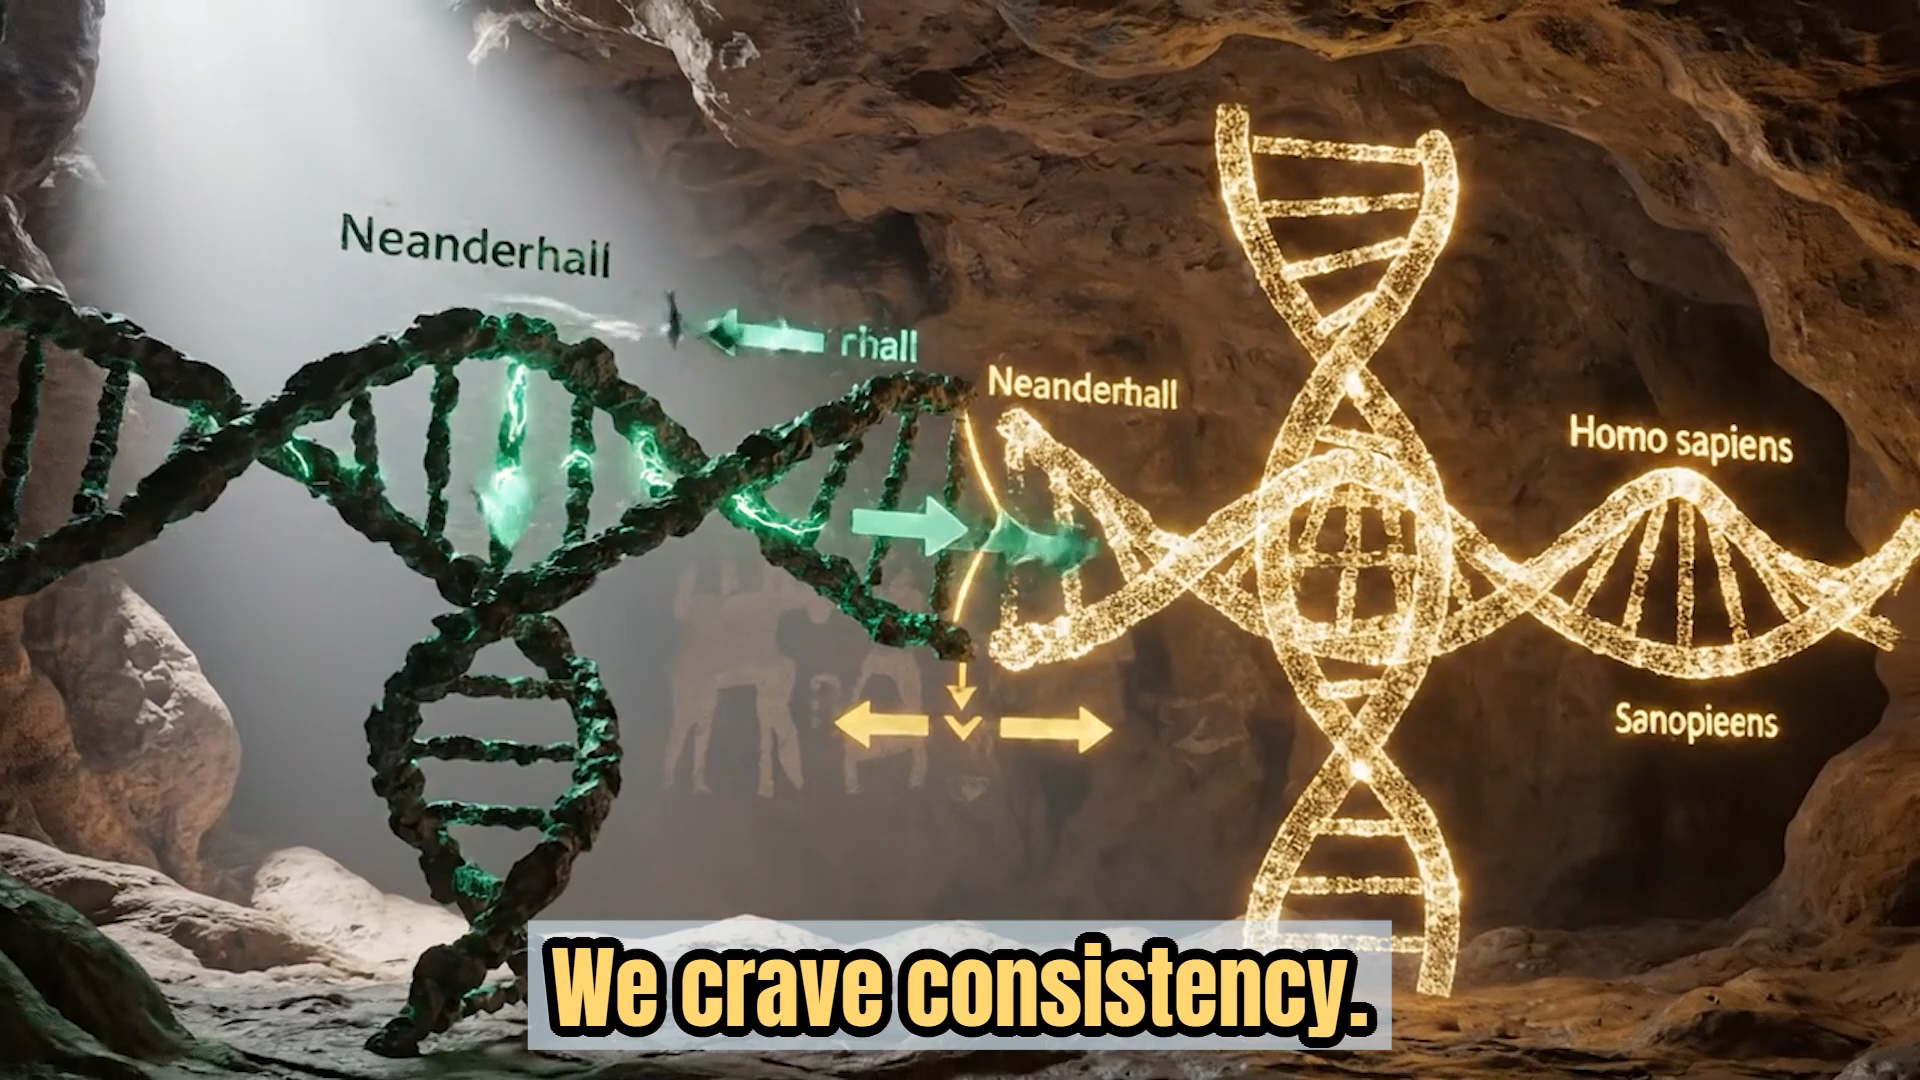 Neanderhall
rhall
Neanderhall
Homo sapiens
Sanopieens
We crave consistency.